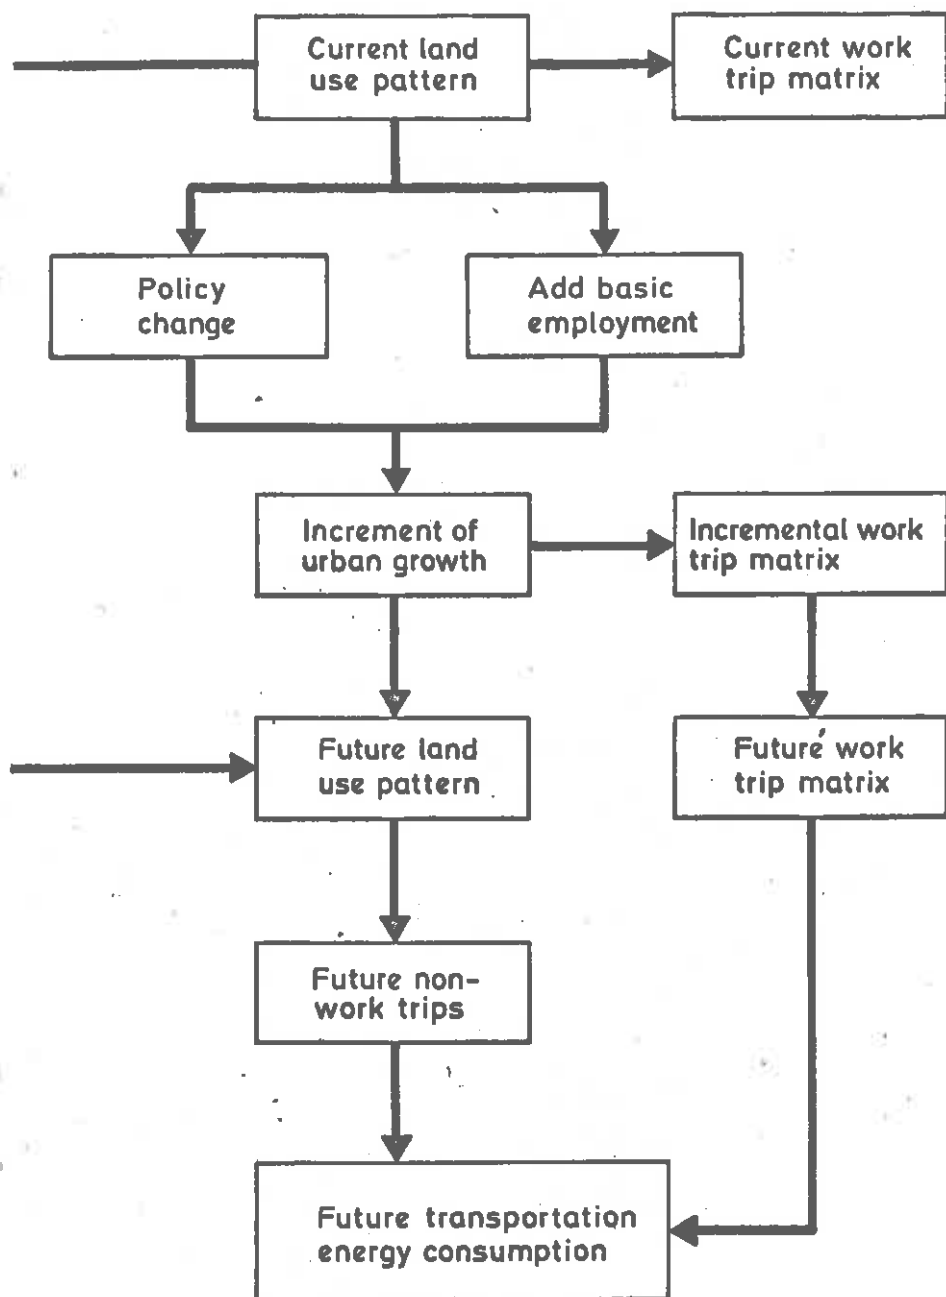 Current land
use pattern
Current work
trip matrix
Policy
change
Add basic
employment
Increment of
urban growth
Incremental work
trip matrix
Future land
use pattern
Future work
trip matrix
Future non-
work trips
Future transportation
energy consumption